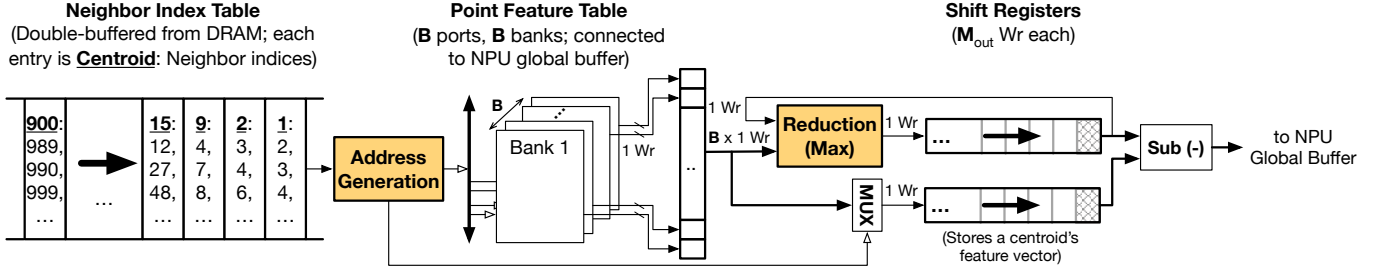 Neighbor Index Table
(Double-buffered from DRAM; each
entry is Centroid: Neighbor indices)
Point Feature Table
(B ports, B banks; connected
to NPU global buffer)
Shift Registers
(Mout Wr each)
900:
989,
990,
999,
...
...
15:
12,
27,
48,
...
9:
4,
7,
8,
...
2:
3,
4,
6,
...
1:
2,
3,
4,
...
Address
Generation
B
...
Bank 1
1 Wr
..
B x 1 Wr
1 Wr
Reduction
(Max)
1 Wr
...
MUX
1 Wr
...
(Stores a centroid's
feature vector)
Sub (-)
to NPU
Global Buffer